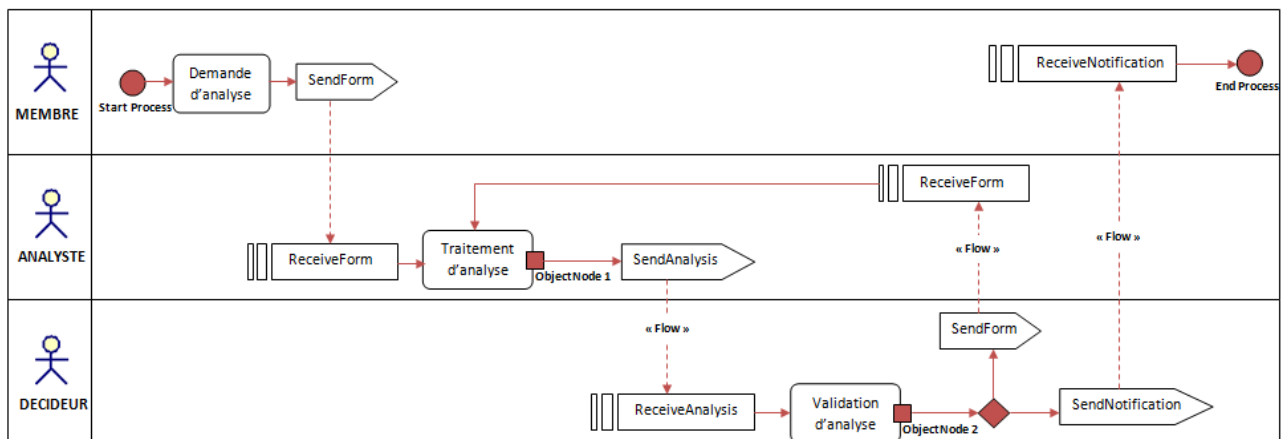 MEMBRE
Start Process
Demande
d'analyse
SendForm
ReceiveNotification
End Process
ANALYSTE
ReceiveForm
Traitement
d'analyse
ObjectNode 1
SendAnalysis
ReceiveForm
« Flow »
« Flow »
DECIDEUR
« Flow »
ReceiveAnalysis
Validation
d'analyse
ObjectNode 2
SendForm
SendNotification